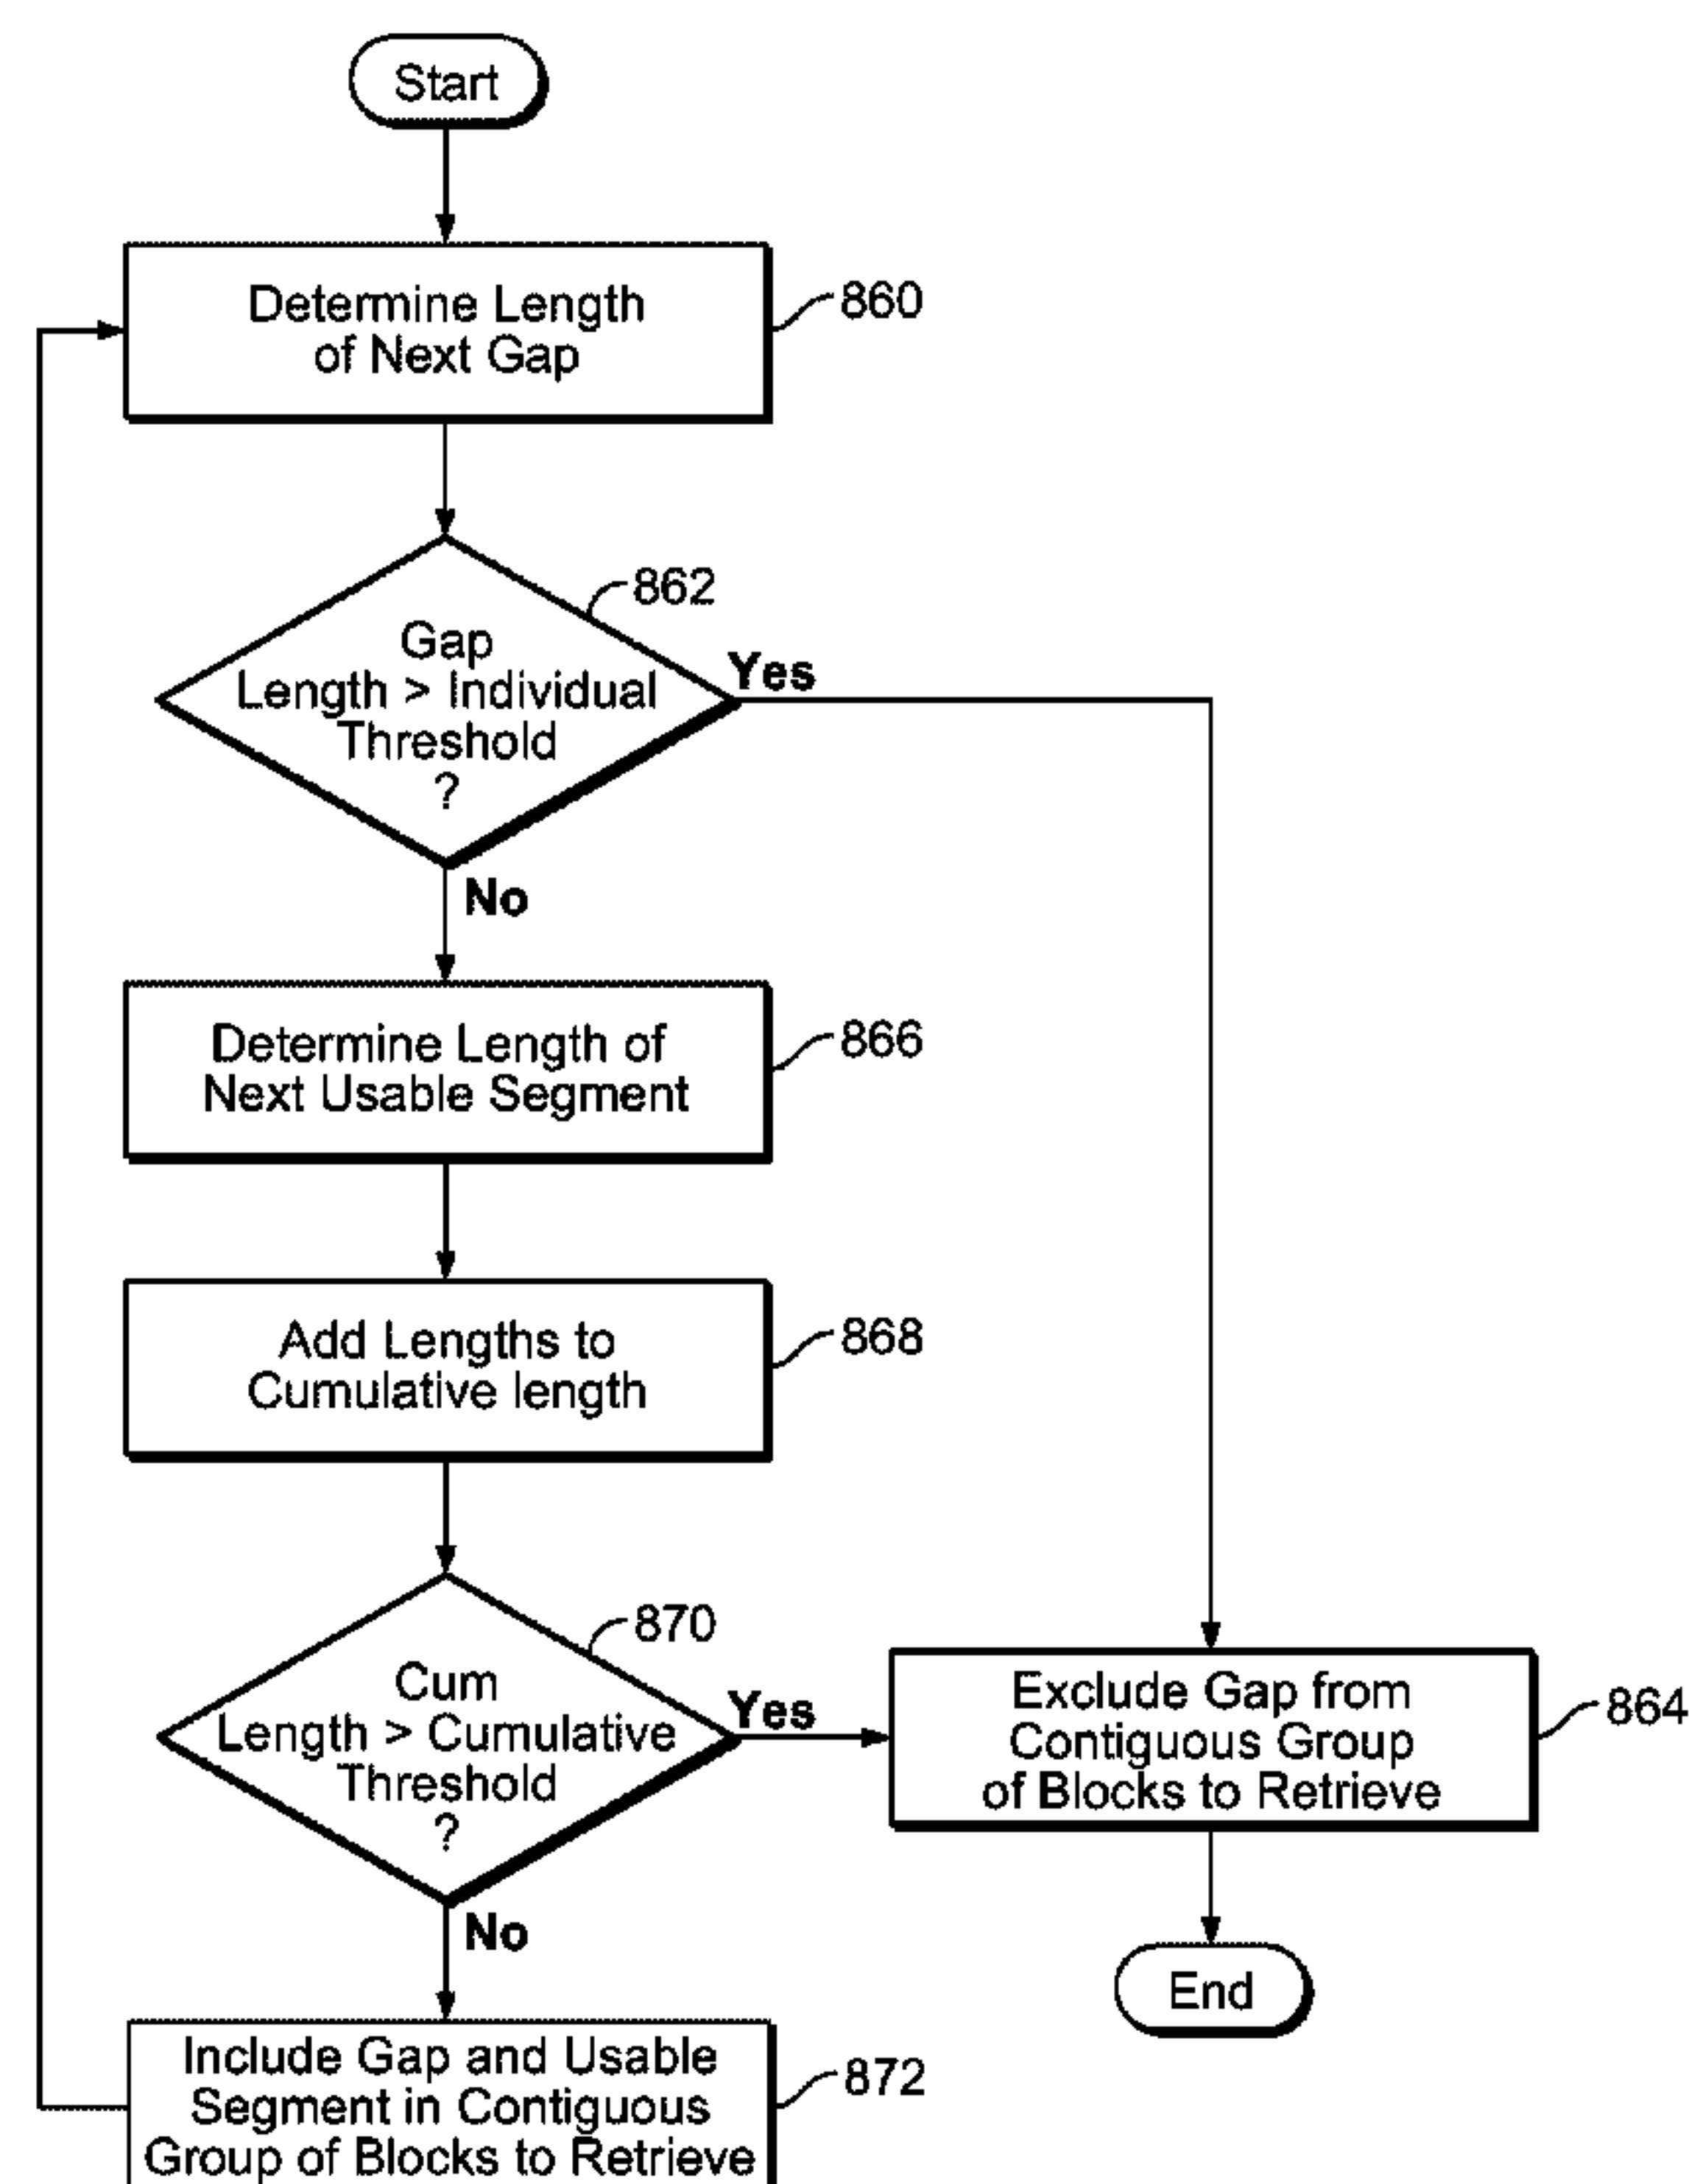 Start
Determine Length
of Next Gap
860
862
Gap
Length > Individual
Threshold
?
Yes
No
Determine Length of
Next Usable Segment
866
Add Lengths to
Cumulative length
868
870
Cum
Length > Cumulative
Threshold
?
Yes
No
Exclude Gap from
Contiguous Group
of Blocks to Retrieve
864
End
Include Gap and Usable
Segment in Contiguous
Group of Blocks to Retrieve
872